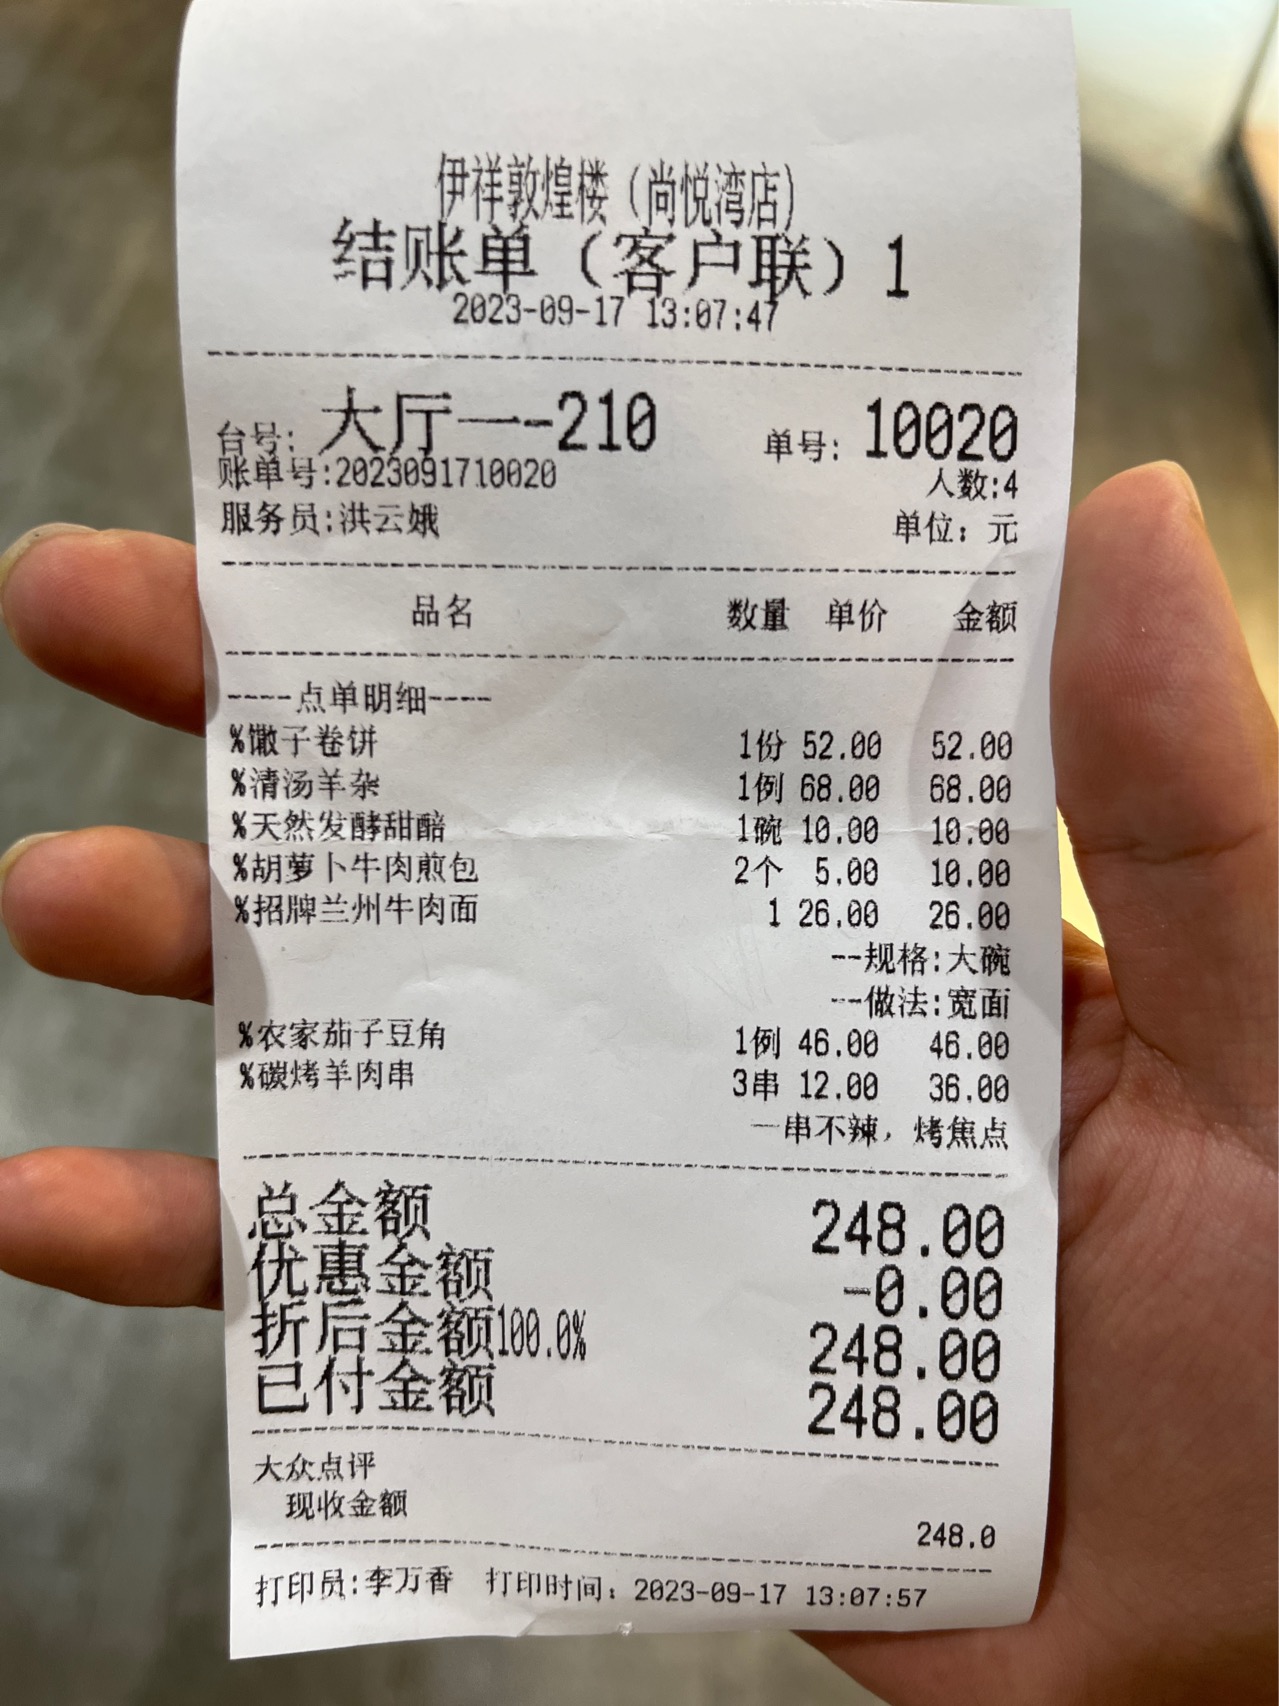 伊祥敦煌楼（尚悦湾店）
结账单（客户联）1
2023-09-17 13:07:47
台号: 大厅一-210 单号: 10020
账单号:2023091710020 人数:4
服务员:洪云娥 单位: 元
品名 数量 单价 金额
----点单明细----
%馓子卷饼 1份 52.00 52.00
%清汤羊杂 1例 68.00 68.00
%天然发酵甜醅 1碗 10.00 10.00
%胡萝卜牛肉煎包 2个 5.00 10.00
%招牌兰州牛肉面 1 26.00 26.00
--规格:大碗
--做法:宽面
%农家茄子豆角 1例 46.00 46.00
%碳烤羊肉串 3串 12.00 36.00
一串不辣，烤焦点
总金额 248.00
优惠金额 -0.00
折后金额100.0% 248.00
已付金额 248.00
大众点评
现收金额 248.0
打印员:李万香 打印时间: 2023-09-17 13:07:57